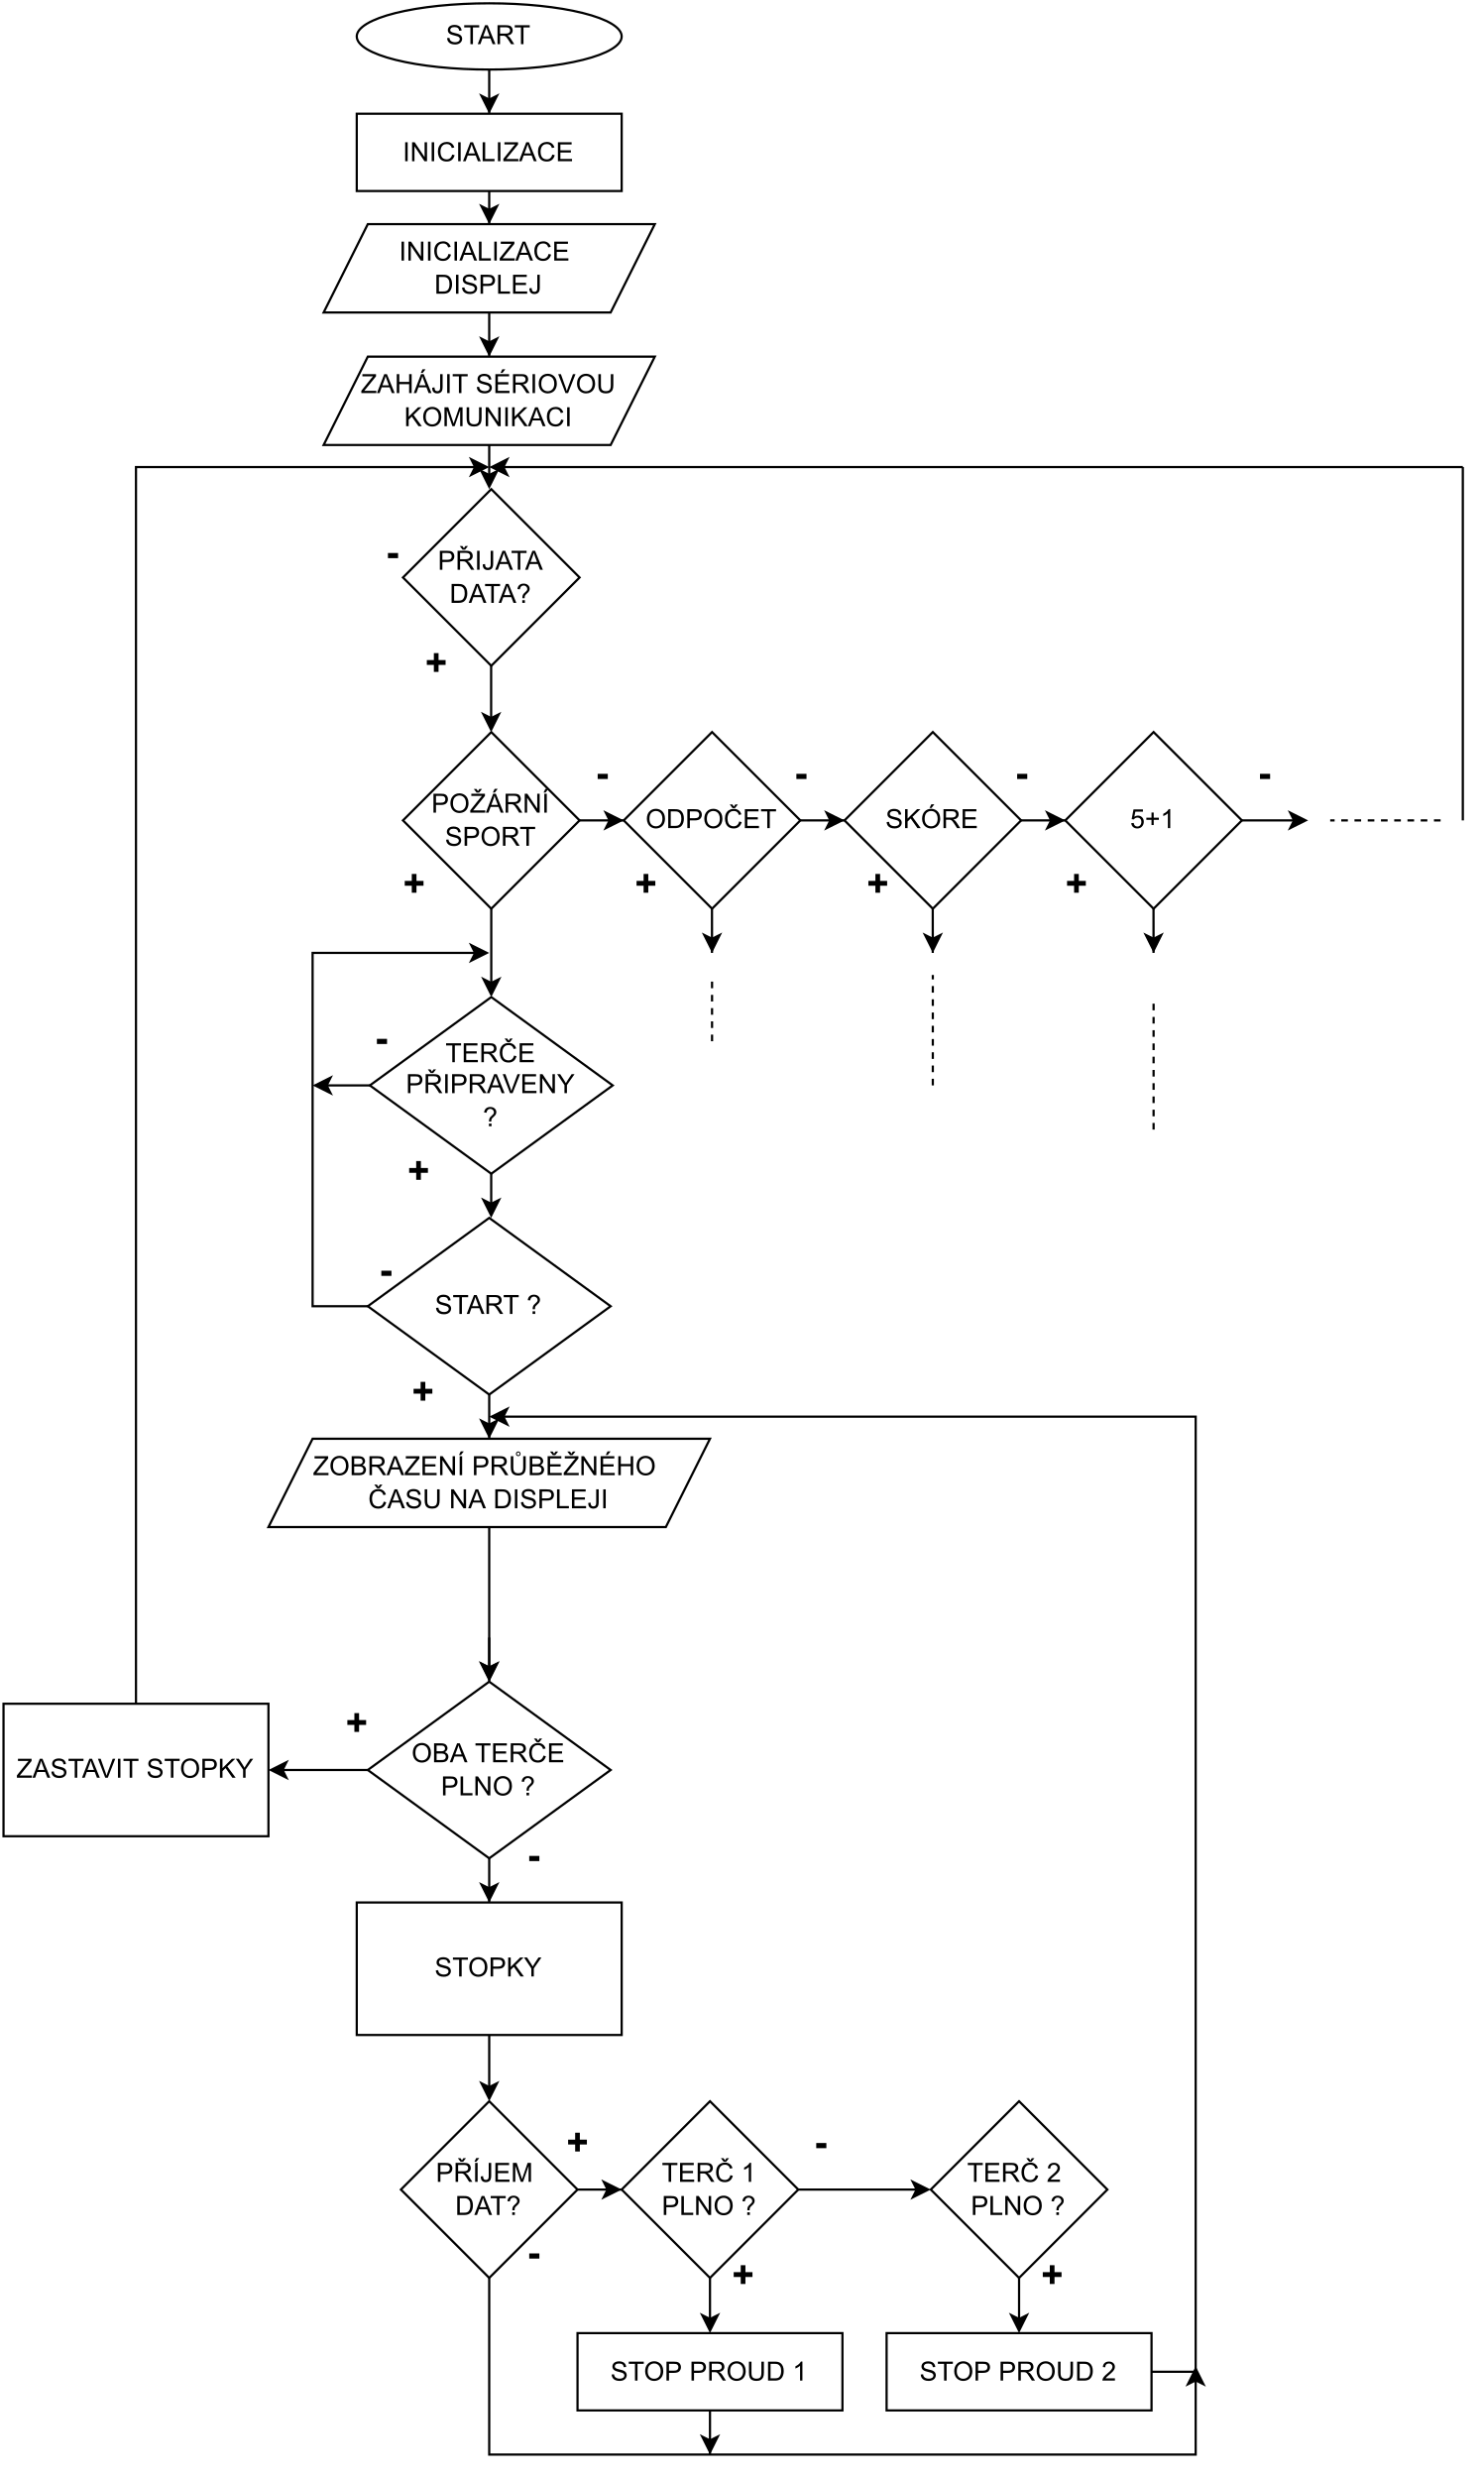 START
INICIALIZACE
INICIALIZACE
DISPLEJ
ZAHÁJIT SÉRIOVOU
KOMUNIKACI
-
PŘIJATA
DATA?
+
POŽÁRNÍ
SPORT
-
ODPOČET
-
SKÓRE
-
5+1
-
+
+
+
+
-
TERČE
PŘIPRAVENY
?
+
-
START ?
+
ZOBRAZENÍ PRŮBĚŽNÉHO
ČASU NA DISPLEJI
+
ZASTAVIT STOPKY
OBA TERČE
PLNO ?
-
STOPKY
PŘÍJEM
DAT?
+
-
TERČ 1
PLNO ?
-
TERČ 2
PLNO ?
+
+
STOP PROUD 1
STOP PROUD 2